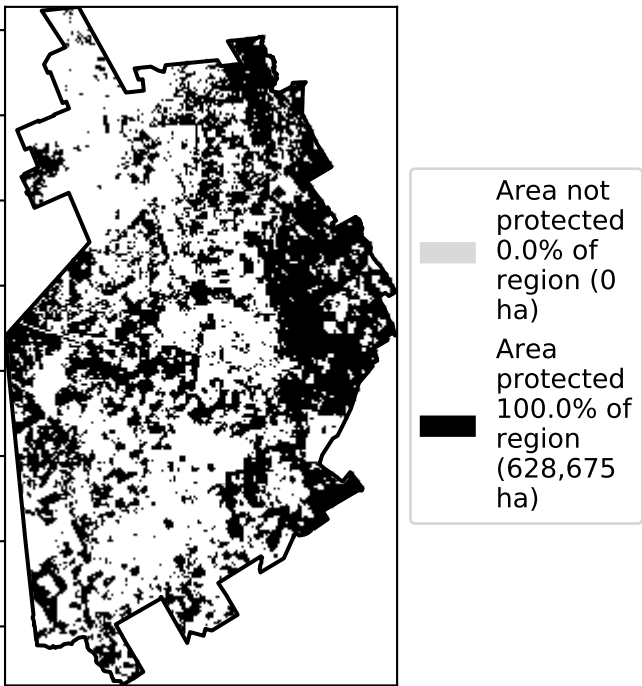 Area not
protected
0.0% of
region (0
ha)
Area
protected
100.0% of
region
(628,675
ha)